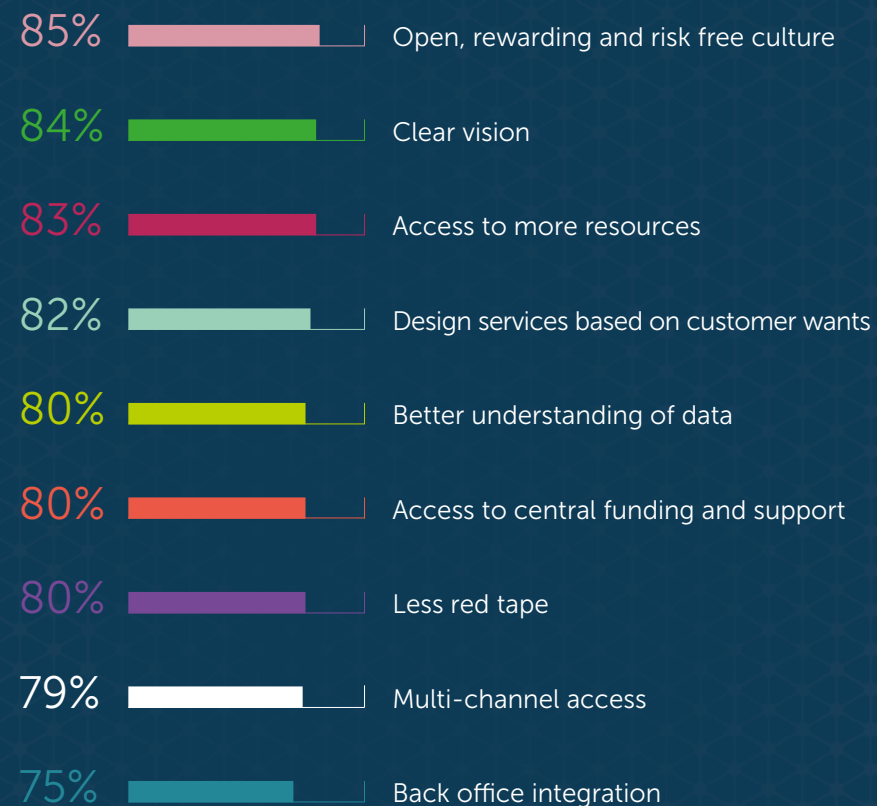 85% Open, rewarding and risk free culture
84% Clear vision
83% Access to more resources
82% Design services based on customer wants
80% Better understanding of data
80% Access to central funding and support
80% Less red tape
79% Multi-channel access
75% Back office integration